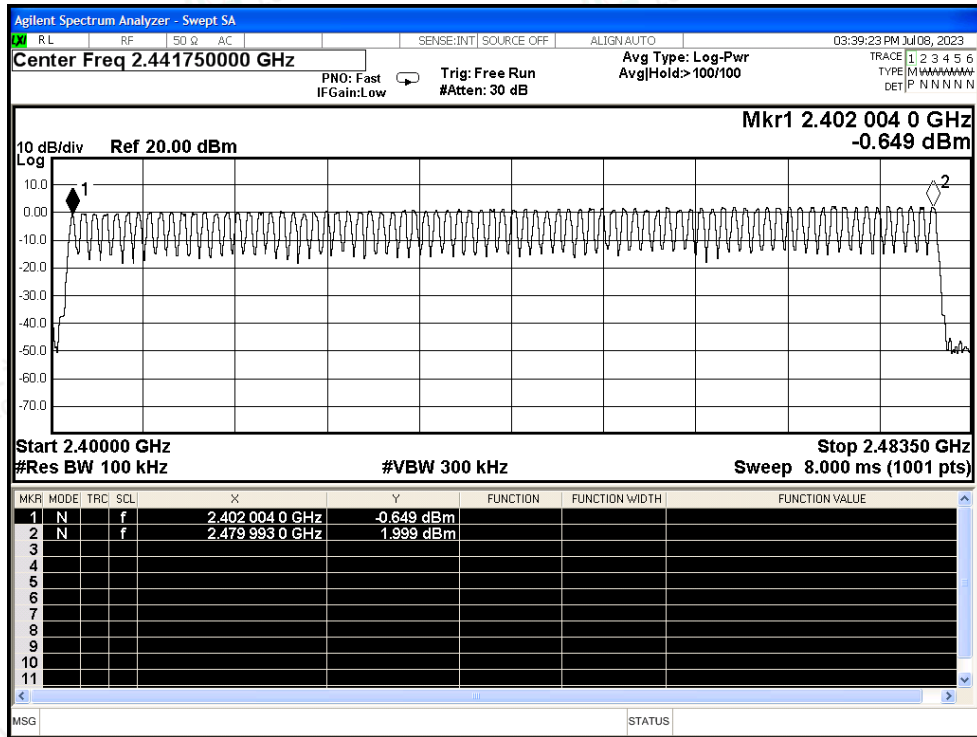 Agilent Spectrum Analyzer - Swept SA
LXI RL RF 50 Ω AC SENSE:INT SOURCE OFF ALIGN AUTO 03:39:23 PM Jul 08, 2023
Center Freq 2.441750000 GHz
PNO: Fast
IFGain:Low
Trig: Free Run
#Atten: 30 dB
Avg Type: Log-Pwr
Avg|Hold:>100/100
TRACE 1 2 3 4 5 6
TYPE M
DET P N N N N N
Mkr1 2.402 004 0 GHz
-0.649 dBm
10 dB/div Ref 20.00 dBm
Log
10.0
0.00
-10.0
-20.0
-30.0
-40.0
-50.0
-60.0
-70.0
1
2
Start 2.40000 GHz Stop 2.48350 GHz
#Res BW 100 kHz #VBW 300 kHz Sweep 8.000 ms (1001 pts)
MKR MODE TRC SCL X Y FUNCTION FUNCTION WIDTH FUNCTION VALUE
1 N f 2.402 004 0 GHz -0.649 dBm
2 N f 2.479 993 0 GHz 1.999 dBm
3
4
5
6
7
8
9
10
11
MSG STATUS